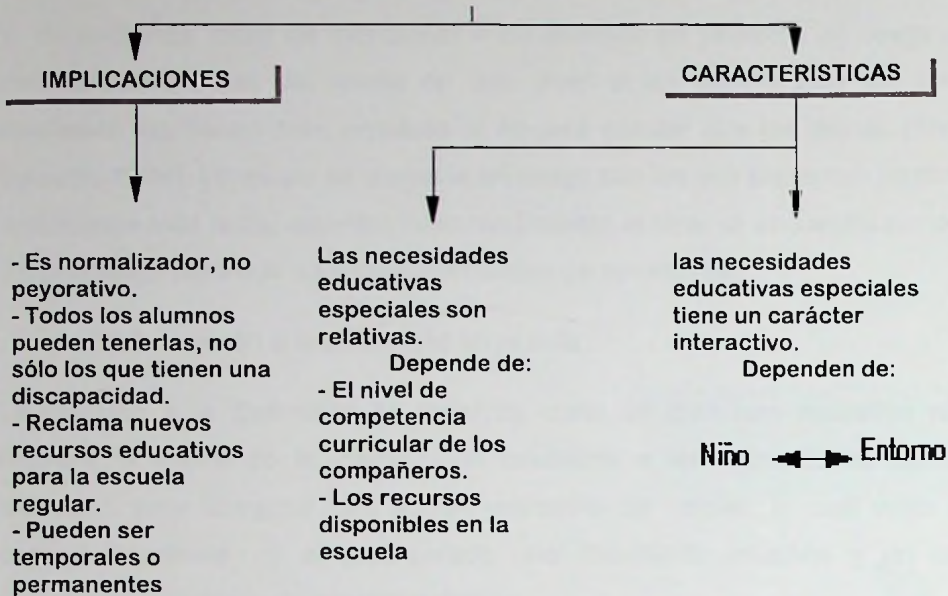 IMPLICACIONES
CARACTERISTICAS
- Es normalizador, no
peyorativo.
- Todos los alumnos
pueden tenerlas, no
sólo los que tienen una
discapacidad.
- Reclama nuevos
recursos educativos
para la escuela
regular.
- Pueden ser
temporales o
permanentes
Las necesidades
educativas
especiales son
relativas.
Depende de:
- El nivel de
competencia
curricular de los
compañeros.
- Los recursos
disponibles en la
escuela
las necesidades
educativas especiales
tiene un carácter
interactivo.
Dependen de:
Niño Entorno